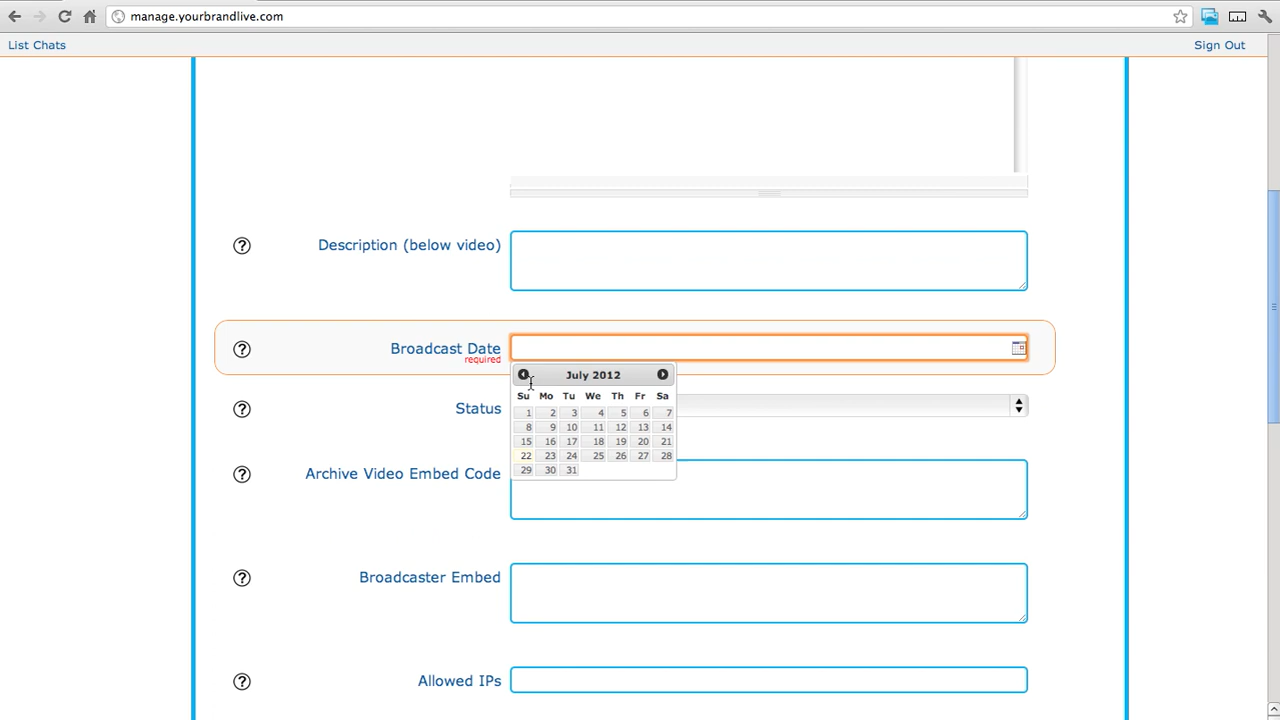 manage.yourbrandlive.com
List Chats Sign Out
Description (below video)
Broadcast Date
required
July 2012
Su Mo Tu We Th Fr Sa
1 2 3 4 5 6 7
8 9 10 11 12 13 14
15 16 17 18 19 20 21
22 23 24 25 26 27 28
29 30 31
Status
Archive Video Embed Code
Broadcaster Embed
Allowed IPs